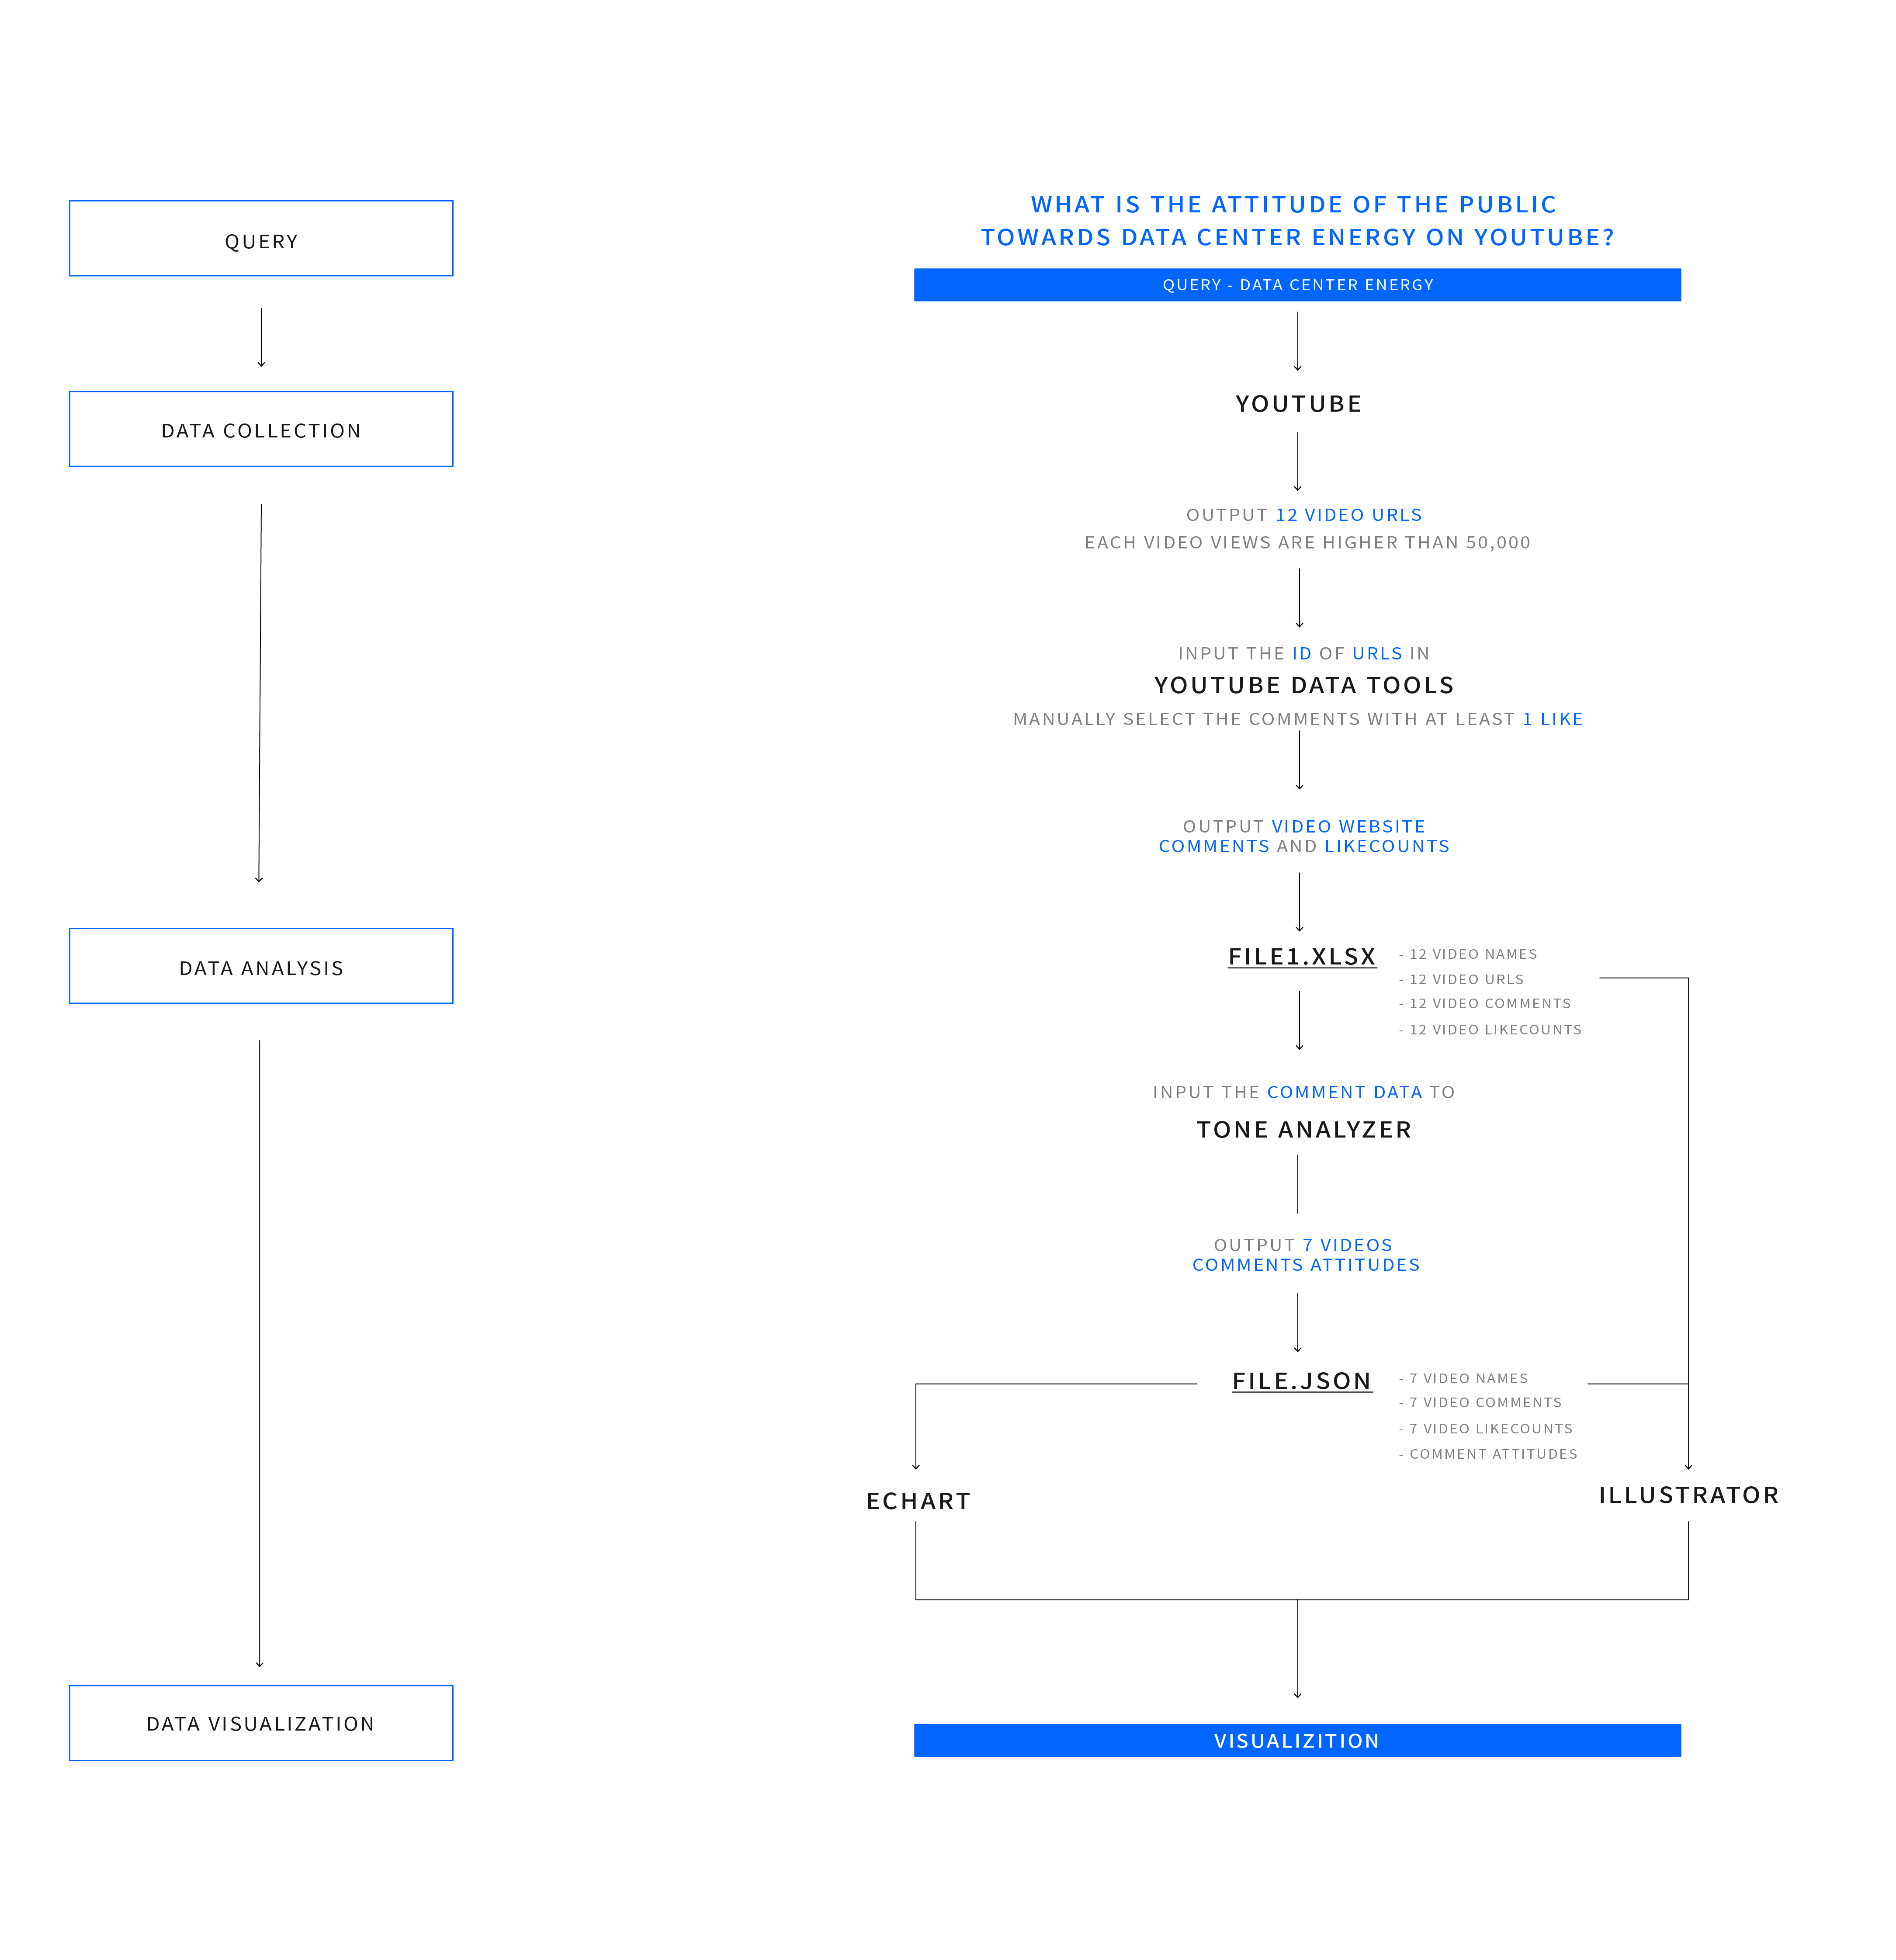 QUERY
DATA COLLECTION
DATA ANALYSIS
DATA VISUALIZATION
WHAT IS THE ATTITUDE OF THE PUBLIC
TOWARDS DATA CENTER ENERGY ON YOUTUBE?
QUERY - DATA CENTER ENERGY
YOUTUBE
OUTPUT 12 VIDEO URLS
EACH VIDEO VIEWS ARE HIGHER THAN 50,000
INPUT THE ID OF URLS IN
YOUTUBE DATA TOOLS
MANUALLY SELECT THE COMMENTS WITH AT LEAST 1 LIKE
OUTPUT VIDEO WEBSITE
COMMENTS AND LIKECOUNTS
FILE1.XLSX
- 12 VIDEO NAMES
- 12 VIDEO URLS
- 12 VIDEO COMMENTS
- 12 VIDEO LIKECOUNTS
INPUT THE COMMENT DATA TO
TONE ANALYZER
OUTPUT 7 VIDEOS
COMMENTS ATTITUDES
FILE.JSON
- 7 VIDEO NAMES
- 7 VIDEO COMMENTS
- 7 VIDEO LIKECOUNTS
- COMMENT ATTITUDES
ECHART
ILLUSTRATOR
VISUALIZITION